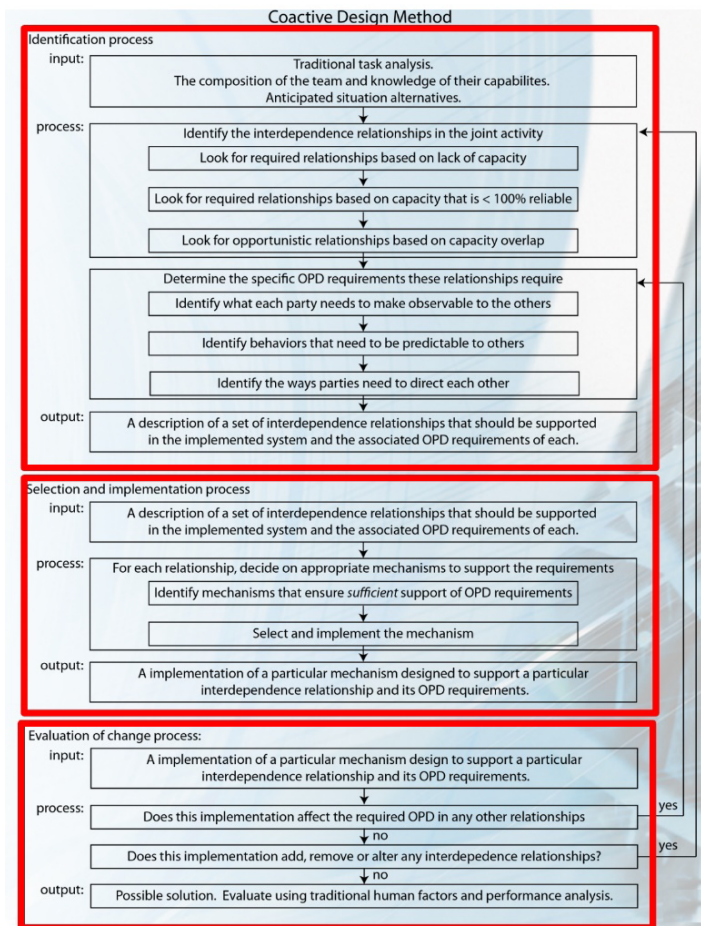 Coactive Design Method
Identification process
input:
Traditional task analysis.
The composition of the team and knowledge of their capabilites.
Anticipated situation alternatives.
process:
Identify the interdependence relationships in the joint activity
Look for required relationships based on lack of capacity
Look for required relationships based on capacity that is < 100% reliable
Look for opportunistic relationships based on capacity overlap
Determine the specific OPD requirements these relationships require
Identify what each party needs to make observable to the others
Identify behaviors that need to be predictable to others
Identify the ways parties need to direct each other
output:
A description of a set of interdependence relationships that should be supported
in the implemented system and the associated OPD requirements of each.
Selection and implementation process
input:
A description of a set of interdependence relationships that should be supported
in the implemented system and the associated OPD requirements of each.
process:
For each relationship, decide on appropriate mechanisms to support the requirements
Identify mechanisms that ensure sufficient support of OPD requirements
Select and implement the mechanism
output:
A implementation of a particular mechanism designed to support a particular
interdependence relationship and its OPD requirements.
Evaluation of change process:
input:
A implementation of a particular mechanism design to support a particular
interdependence relationship and its OPD requirements.
process:
Does this implementation affect the required OPD in any other relationships
yes
no
Does this implementation add, remove or alter any interdepedence relationships?
yes
no
output:
Possible solution. Evaluate using traditional human factors and performance analysis.